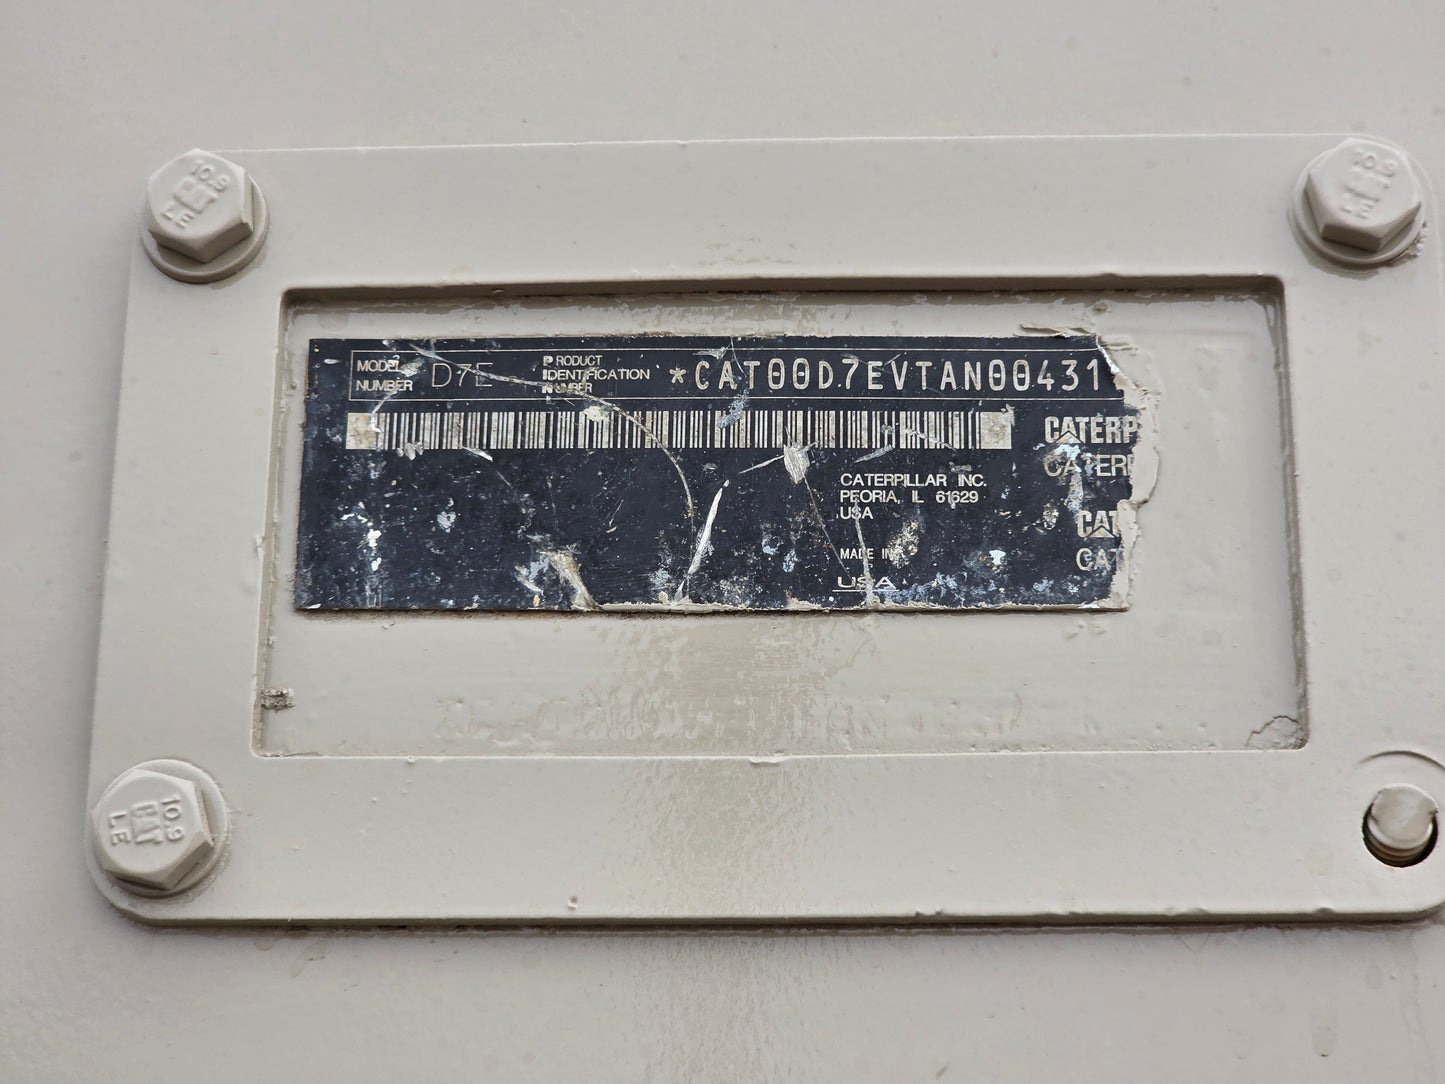 10.9
LE
10.9
LE
MODEL
NUMBER
D7E
PRODUCT
IDENTIFICATION
NUMBER
*CAT00D7EVTAN00431
CATERP
CATER
CATERPILLAR INC.
PEORIA, IL 61629
USA
CAT
CAT
MADE IN
USA
10.9
CAT
LE